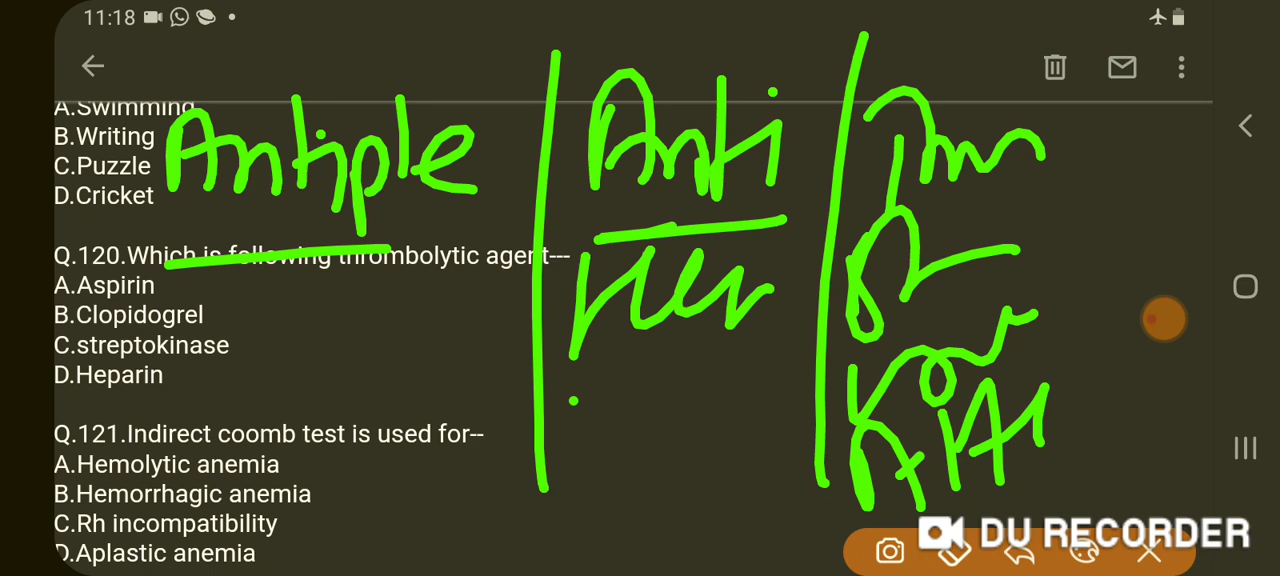 11:18
A.Swimming
B.Writing
C.Puzzle
D.Cricket
Antiple
Anti
Q.120.Which is following thrombolytic agent---
A.Aspirin
B.Clopidogrel
C.streptokinase
D.Heparin
Q.121.Indirect coomb test is used for--
A.Hemolytic anemia
B.Hemorrhagic anemia
C.Rh incompatibility
D.Aplastic anemia
DU RECORDER